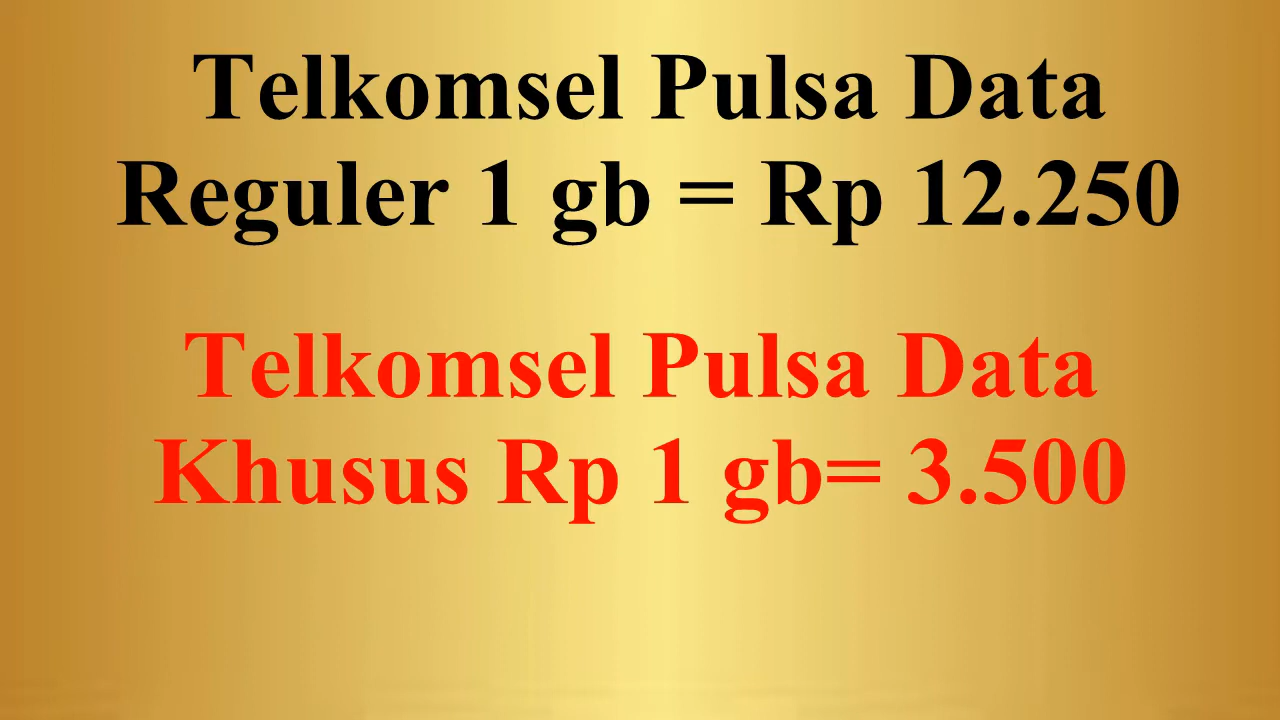 Telkomsel Pulsa Data
Reguler 1 gb = Rp 12.250
Telkomsel Pulsa Data
Khusus Rp 1 gb= 3.500